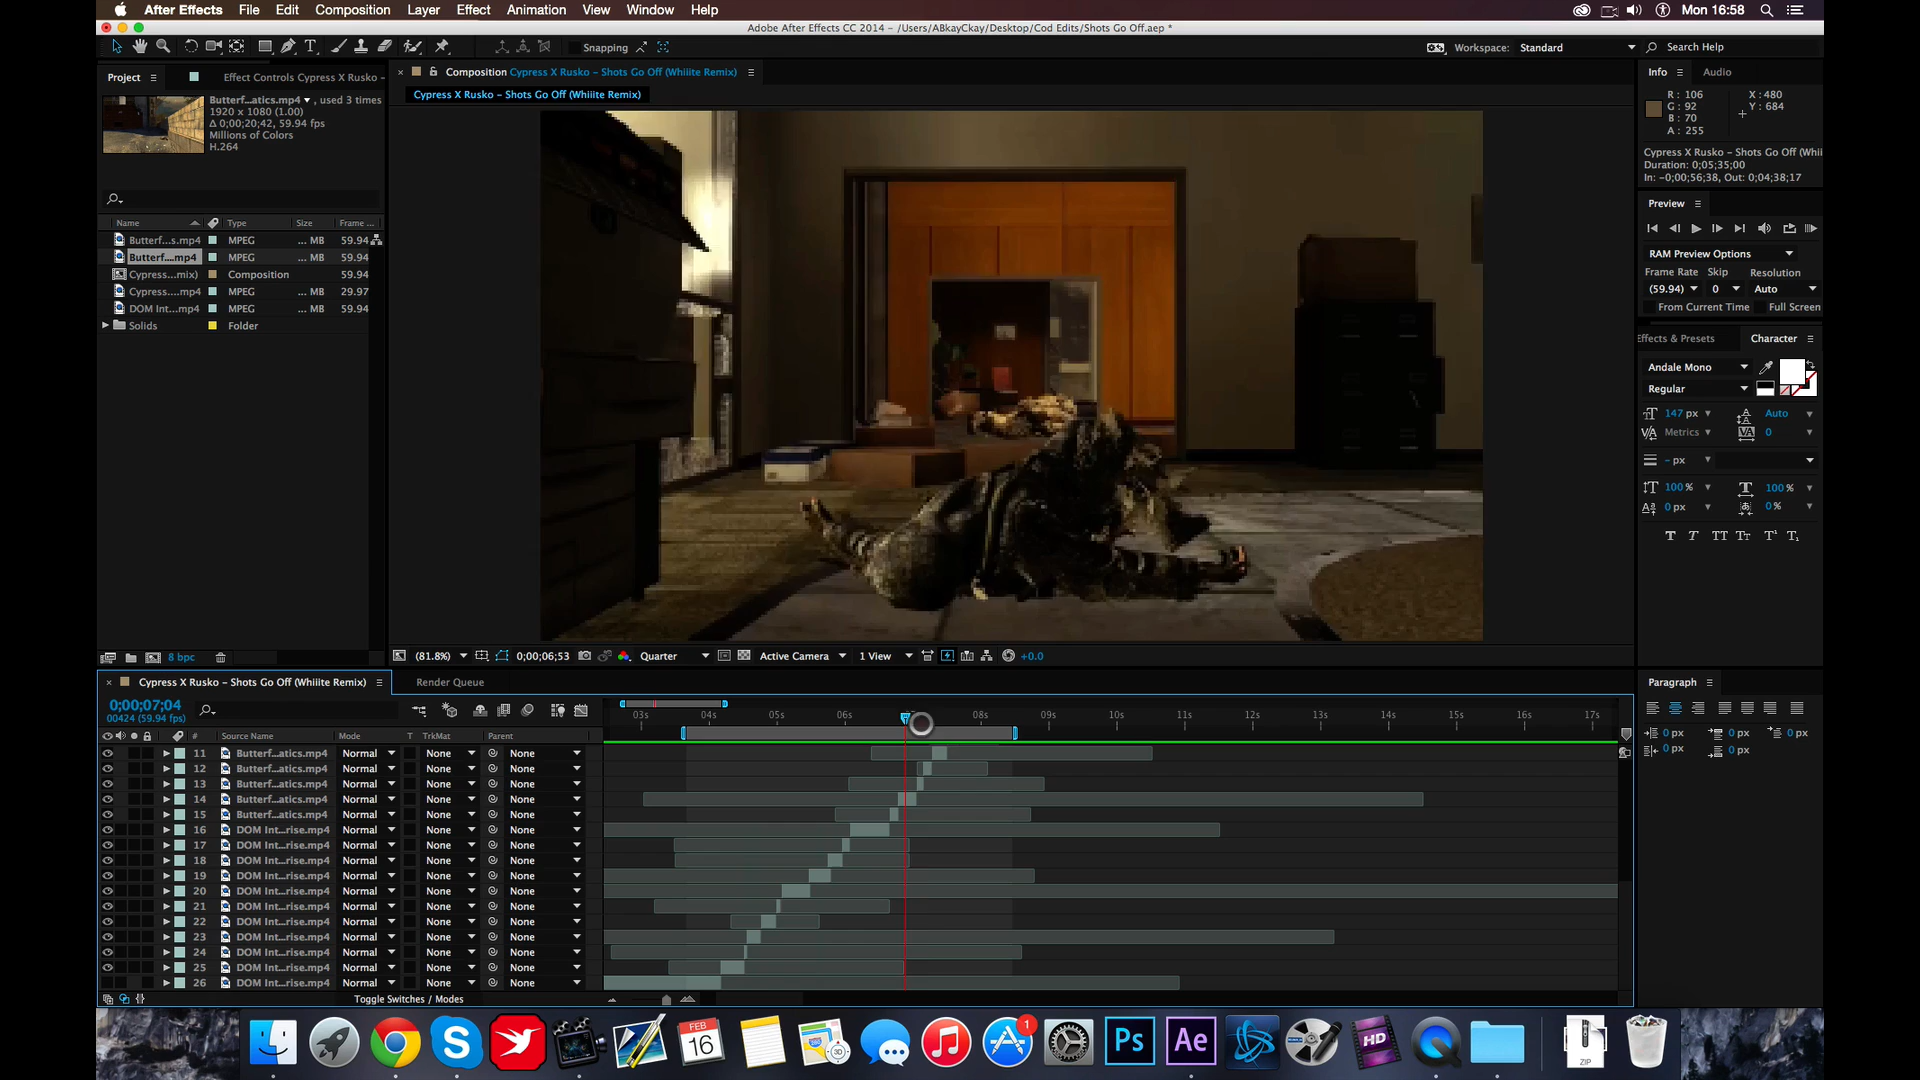 After Effects File Edit Composition Layer Effect Animation View Window Help Mon 16:58
Adobe After Effects CC 2014 – /Users/ABkayCkay/Desktop/Cod Edits/Shots Go Off.aep *
Snapping Workspace: Standard Search Help
Project Effect Controls Cypress X Rusko –
Composition Cypress X Rusko – Shots Go Off (Whiiite Remix)
Info Audio
Cypress X Rusko – Shots Go Off (Whiiite Remix)
Butterf...atics.mp4 , used 3 times
1920 x 1080 (1.00)
Δ 0;00;20;42, 59.94 fps
Millions of Colors
H.264
R : 106 X : 480
G : 92 Y : 684
B : 70
A : 255
Cypress X Rusko – Shots Go Off (Whii
Duration: 0;05;35;00
In: -0;00;56;38, Out: 0;04;38;17
Preview
Name Type Size Frame ...
Butterf...s.mp4 MPEG ... MB 59.94
Butterf....mp4 MPEG ... MB 59.94
Cypress...mix) Composition 59.94
Cypress....mp4 MPEG ... MB 29.97
DOM Int...mp4 MPEG ... MB 59.94
Solids Folder
RAM Preview Options
Frame Rate Skip Resolution
(59.94) 0 Auto
From Current Time Full Screen
Effects & Presets Character
Andale Mono
Regular
147 px Auto
Metrics 0
- px
100 % 100 %
0 px 0 %
T T TT Tt T¹ T₁
8 bpc
(81.8%) 0;00;06;53 Quarter Active Camera 1 View +0.0
Cypress X Rusko – Shots Go Off (Whiiite Remix) Render Queue
Paragraph
0;00;07;04
00424 (59.94 fps)
03s 04s 05s 06s 08s 09s 10s 11s 12s 13s 14s 15s 16s 17s
# Source Name Mode T TrkMat Parent
0 px 0 px 0 px
0 px 0 px
11 Butterf...atics.mp4 Normal None None
12 Butterf...atics.mp4 Normal None None
13 Butterf...atics.mp4 Normal None None
14 Butterf...atics.mp4 Normal None None
15 Butterf...atics.mp4 Normal None None
16 DOM Int...rise.mp4 Normal None None
17 DOM Int...rise.mp4 Normal None None
18 DOM Int...rise.mp4 Normal None None
19 DOM Int...rise.mp4 Normal None None
20 DOM Int...rise.mp4 Normal None None
21 DOM Int...rise.mp4 Normal None None
22 DOM Int...rise.mp4 Normal None None
23 DOM Int...rise.mp4 Normal None None
24 DOM Int...rise.mp4 Normal None None
25 DOM Int...rise.mp4 Normal None None
26 DOM Int...rise.mp4 Normal None None
Toggle Switches / Modes
FEB
16
3D
1
Ps
Ae
HD
ZIP